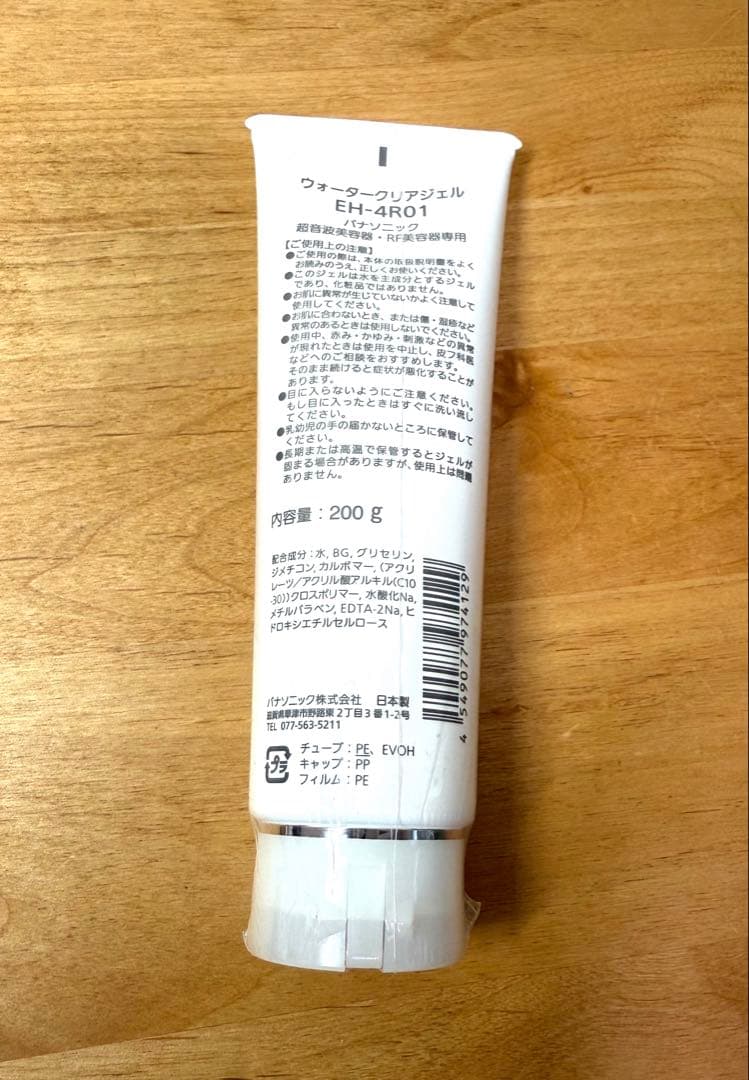 ウォータークリアジェル
EH-4R01
パナソニック
超音波美容器・RF美容器専用
【ご使用上の注意】
●ご使用の際は、本体の取扱説明書をよく
お読みのうえ、正しくお使いください。
●このジェルは水を主成分とするジェル
であり、化粧品ではありません。
●お肌に異常が生じていないかよく注意して
使用してください。
●お肌に合わないとき、または傷・湿疹など
異常のあるときは使用しないでください。
●使用中、赤み・かゆみ・刺激などの異常
が現れたときは使用を中止し、皮フ科医
などへのご相談をおすすめします。
そのまま続けると症状が悪化することが
あります。
●目に入らないようにご注意ください。
もし目に入ったときはすぐに洗い流し
てください。
●乳幼児の手の届かないところに保管して
ください。
●長期または高温で保管するとジェルが
固まる場合がありますが、使用上は問題
ありません。
内容量：200 g
配合成分：水, BG, グリセリン,
ジメチコン, カルボマー, （アクリ
レーツ／アクリル酸アルキル（C10
-30））クロスポリマー, 水酸化Na,
メチルパラベン, EDTA-2Na, ヒ
ドロキシエチルセルロース
4 549077 974129
パナソニック株式会社 日本製
滋賀県草津市野路東2丁目3番1-2号
TEL 077-563-5211
プラ
チューブ：PE、EVOH
キャップ：PP
フィルム：PE